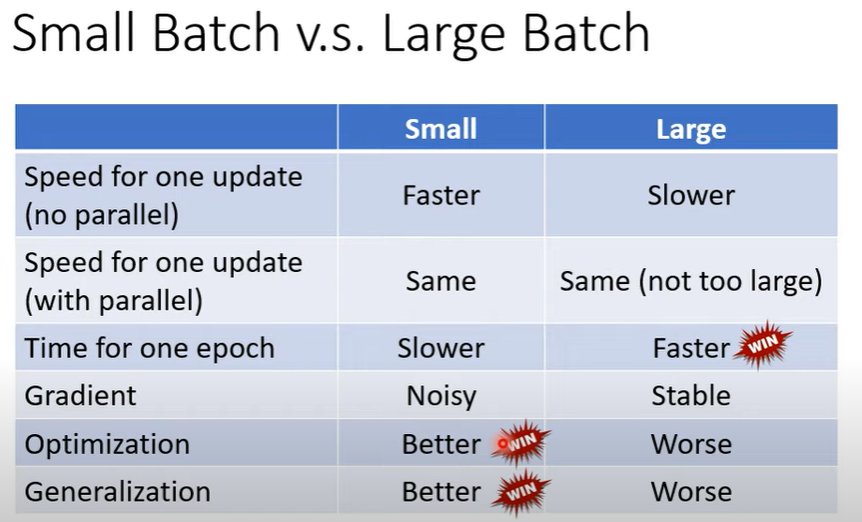 Small Batch v.s. Large Batch
Small Large
Speed for one update
(no parallel)
Faster Slower
Speed for one update
(with parallel)
Same Same (not too large)
Time for one epoch Slower Faster WIN
Gradient Noisy Stable
Optimization Better WIN Worse
Generalization Better WIN Worse